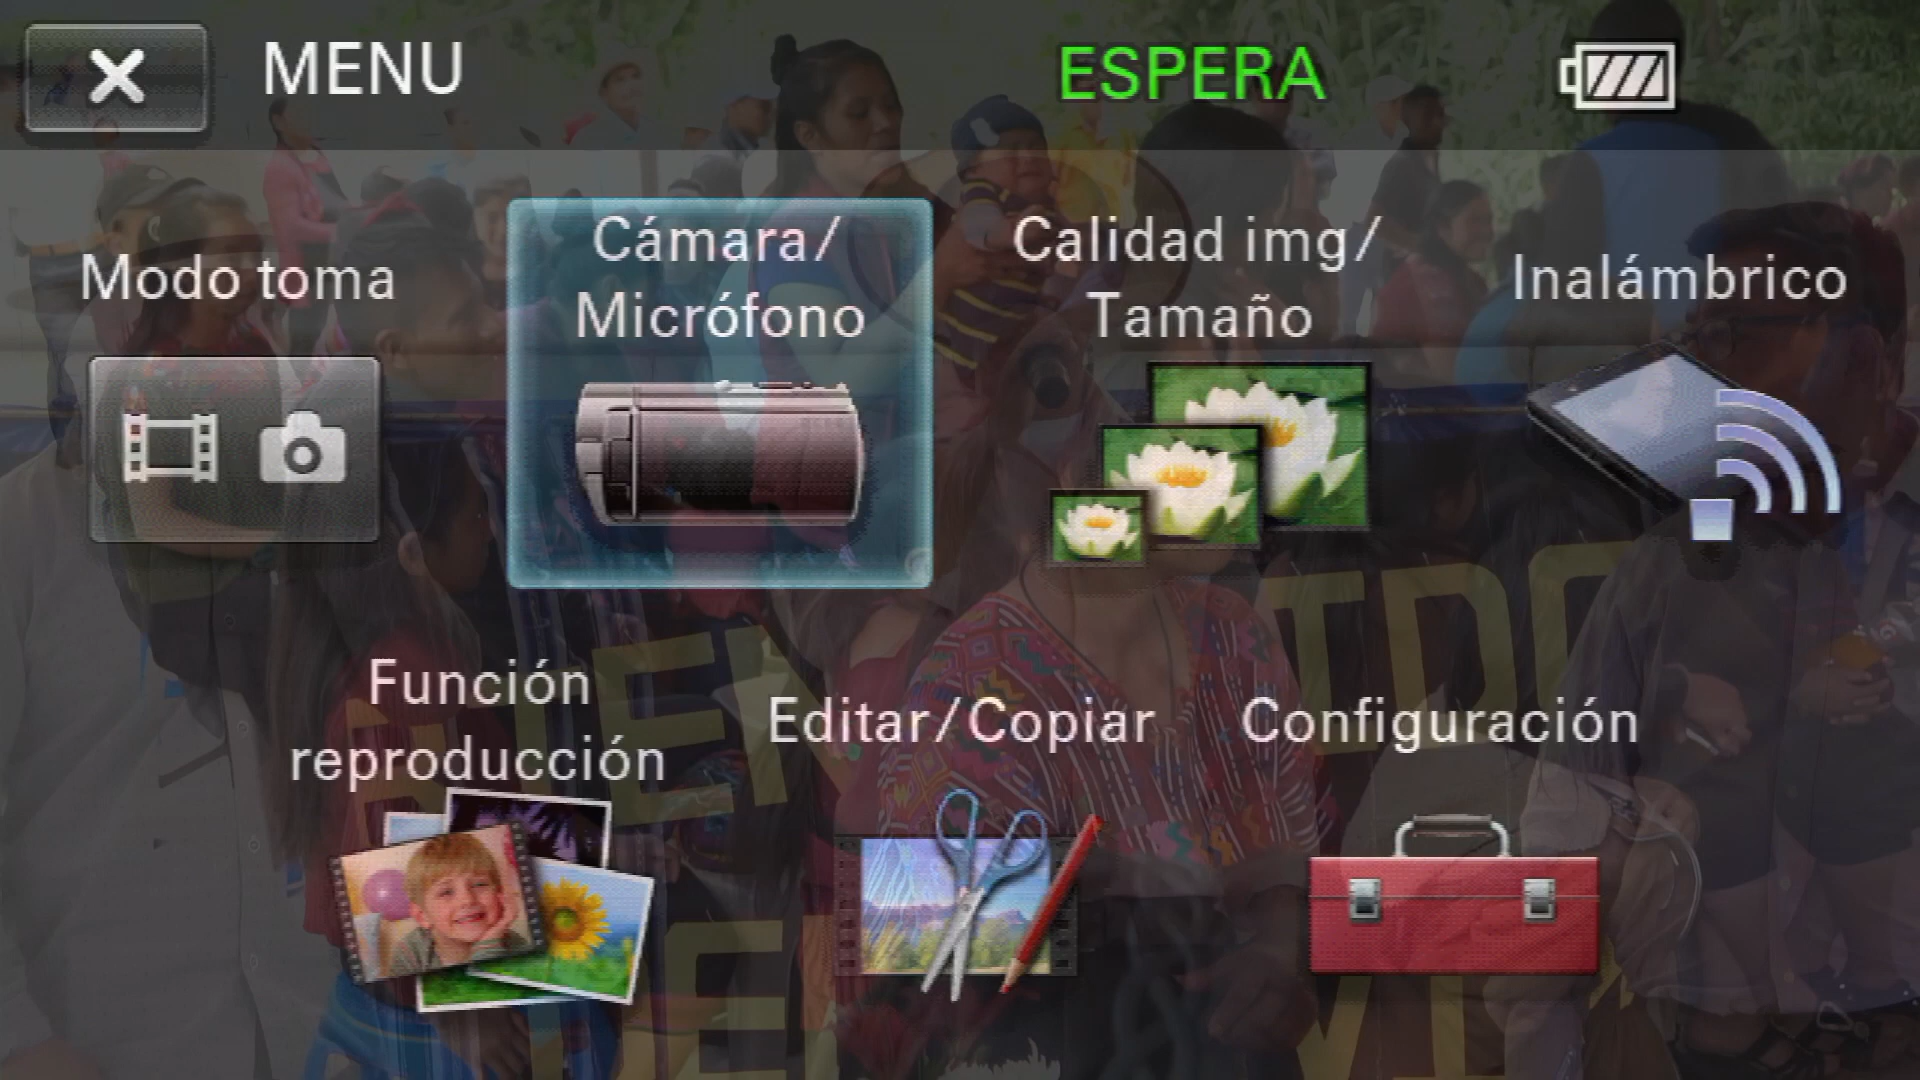 MENU
ESPERA
Modo toma
Cámara/
Micrófono
Calidad img/
Tamaño
Inalámbrico
Función
reproducción
Editar/Copiar
Configuración